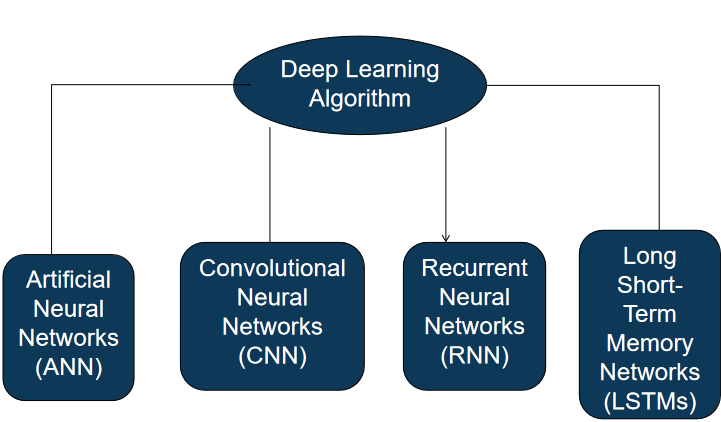 Deep Learning
Algorithm
Artificial
Neural
Networks
(ANN)
Convolutional
Neural
Networks
(CNN)
Recurrent
Neural
Networks
(RNN)
Long
Short-
Term
Memory
Networks
(LSTMs)